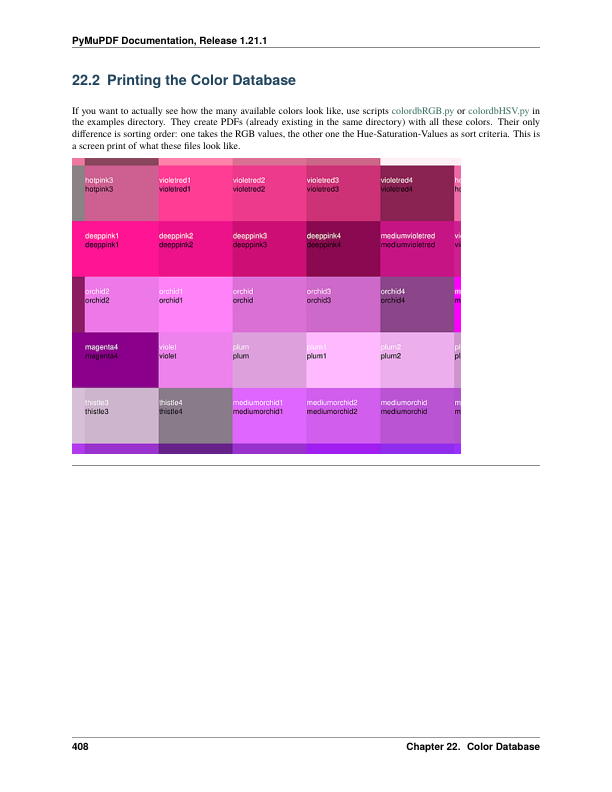 PyMuPDF Documentation, Release 1.21.1
22.2 Printing the Color Database
If you want to actually see how the many available colors look like, use scripts colordbRGB.py or colordbHSV.py in
the examples directory. They create PDFs (already existing in the same directory) with all these colors. Their only
difference is sorting order: one takes the RGB values, the other one the Hue-Saturation-Values as sort criteria. This is
a screen print of what these files look like.
hotpink3 violetred1 violetred2 violetred3 violetred4
hotpink3 violetred1 violetred2 violetred3 violetred4
deeppink1 deeppink2 deeppink3 deeppink4 mediumvioletred
deeppink1 deeppink2 deeppink3 deeppink4 mediumvioletred
orchid2 orchid1 orchid orchid3 orchid4
orchid2 orchid1 orchid orchid3 orchid4
magenta4 violet plum plum1 plum2
magenta4 violet plum plum1 plum2
thistle3 thistle4 mediumorchid1 mediumorchid2 mediumorchid
thistle3 thistle4 mediumorchid1 mediumorchid2 mediumorchid
408 Chapter 22. Color Database